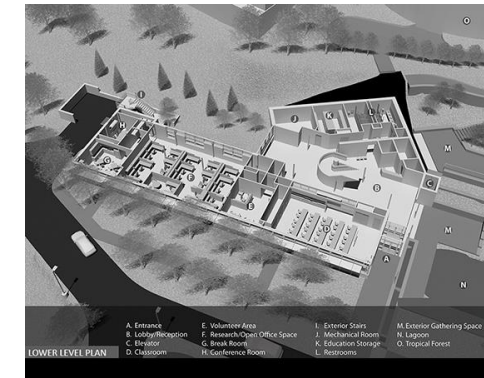 O
I
H
J
K
L
M
G
F
B
C
E
D
M
A
N
A. Entrance
B. Lobby/Reception
C. Elevator
D. Classroom
E. Volunteer Area
F. Research/Open Office Space
G. Break Room
H. Conference Room
I. Exterior Stairs
J. Mechanical Room
K. Education Storage
L. Restrooms
M. Exterior Gathering Space
N. Lagoon
O. Tropical Forest
LOWER LEVEL PLAN